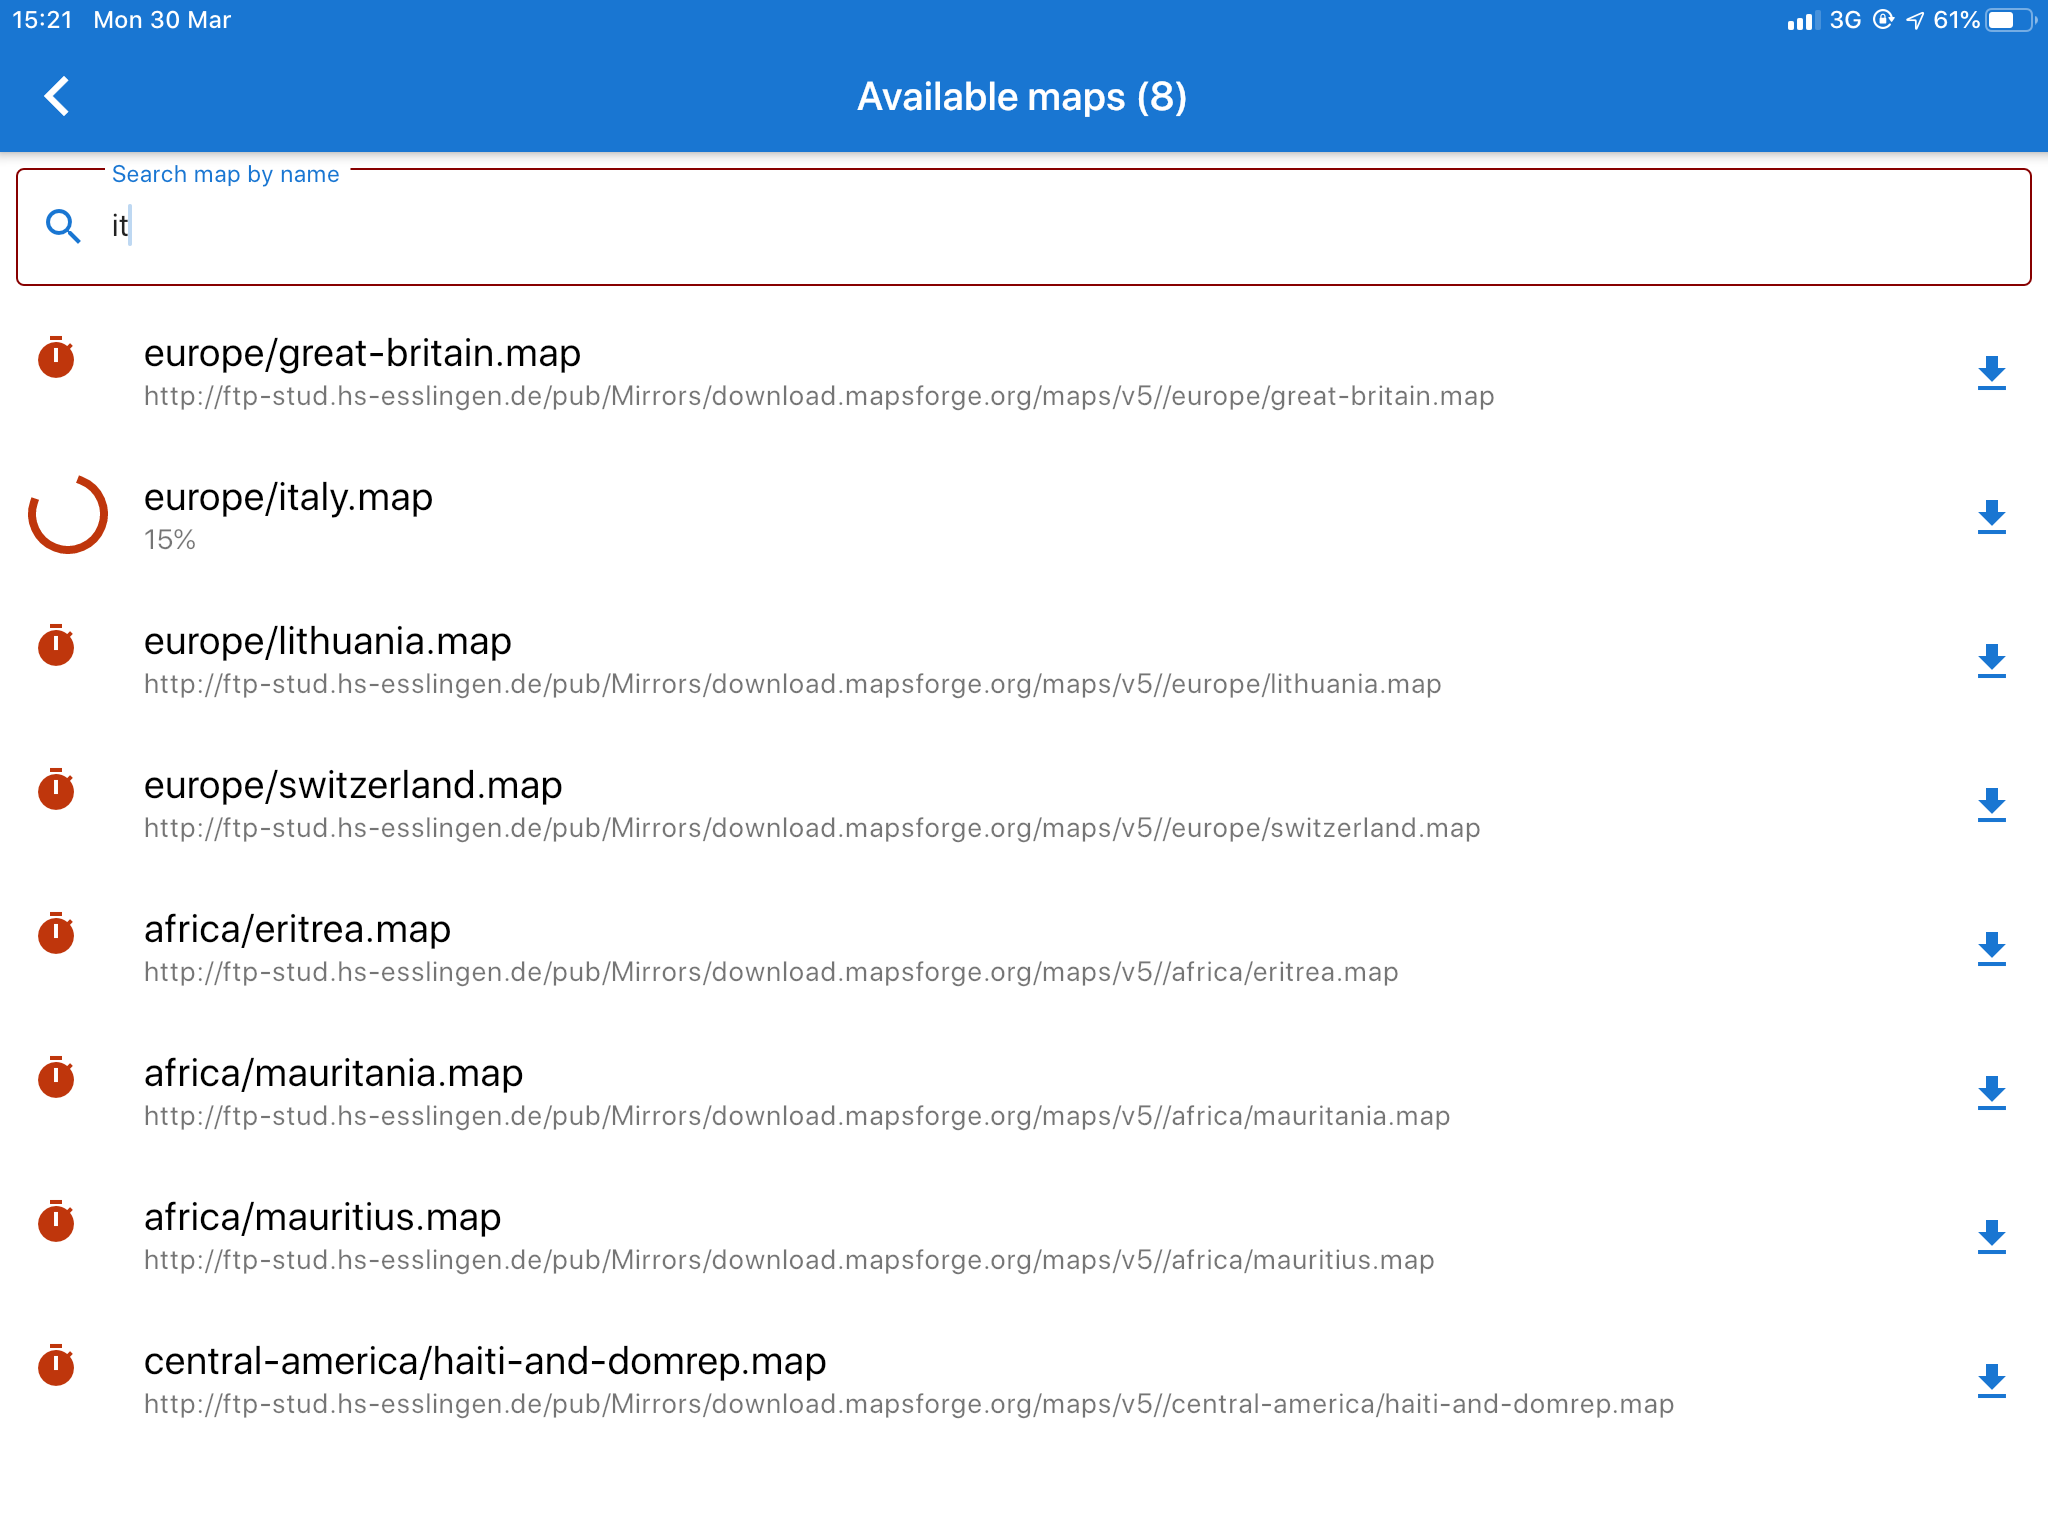 15:21 Mon 30 Mar 3G 61%
Available maps (8)
Search map by name
it
europe/great-britain.map
http://ftp-stud.hs-esslingen.de/pub/Mirrors/download.mapsforge.org/maps/v5//europe/great-britain.map
europe/italy.map
15%
europe/lithuania.map
http://ftp-stud.hs-esslingen.de/pub/Mirrors/download.mapsforge.org/maps/v5//europe/lithuania.map
europe/switzerland.map
http://ftp-stud.hs-esslingen.de/pub/Mirrors/download.mapsforge.org/maps/v5//europe/switzerland.map
africa/eritrea.map
http://ftp-stud.hs-esslingen.de/pub/Mirrors/download.mapsforge.org/maps/v5//africa/eritrea.map
africa/mauritania.map
http://ftp-stud.hs-esslingen.de/pub/Mirrors/download.mapsforge.org/maps/v5//africa/mauritania.map
africa/mauritius.map
http://ftp-stud.hs-esslingen.de/pub/Mirrors/download.mapsforge.org/maps/v5//africa/mauritius.map
central-america/haiti-and-domrep.map
http://ftp-stud.hs-esslingen.de/pub/Mirrors/download.mapsforge.org/maps/v5//central-america/haiti-and-domrep.map